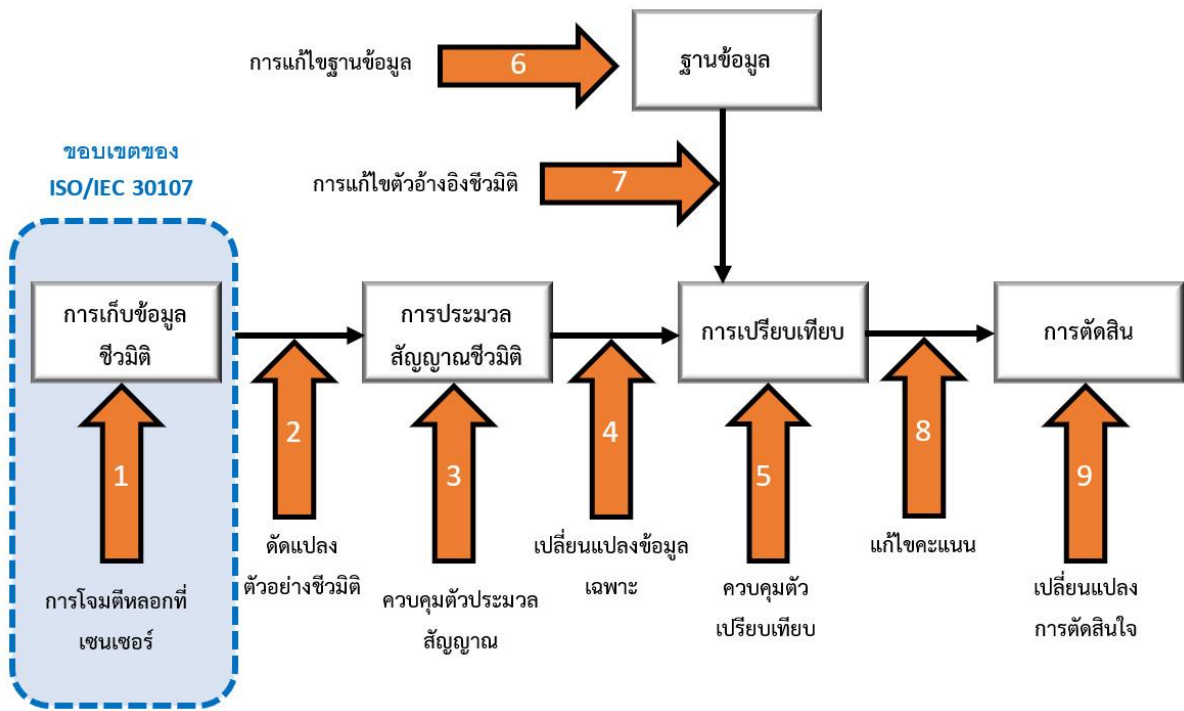 การแก้ไขฐานข้อมูล
6
ฐานข้อมูล
ขอบเขตของ
ISO/IEC 30107
การแก้ไขตัวอ้างอิงชีวมิติ
7
การเก็บข้อมูล
ชีวมิติ
การประมวล
สัญญาณชีวมิติ
การเปรียบเทียบ
การตัดสิน
1
2
3
4
5
8
9
การโจมตีหลอกที่
เซนเซอร์
ดัดแปลง
ตัวอย่างชีวมิติ
ควบคุมตัวประมวล
สัญญาณ
เปลี่ยนแปลงข้อมูล
เฉพาะ
ควบคุมตัว
เปรียบเทียบ
แก้ไขคะแนน
เปลี่ยนแปลง
การตัดสินใจ